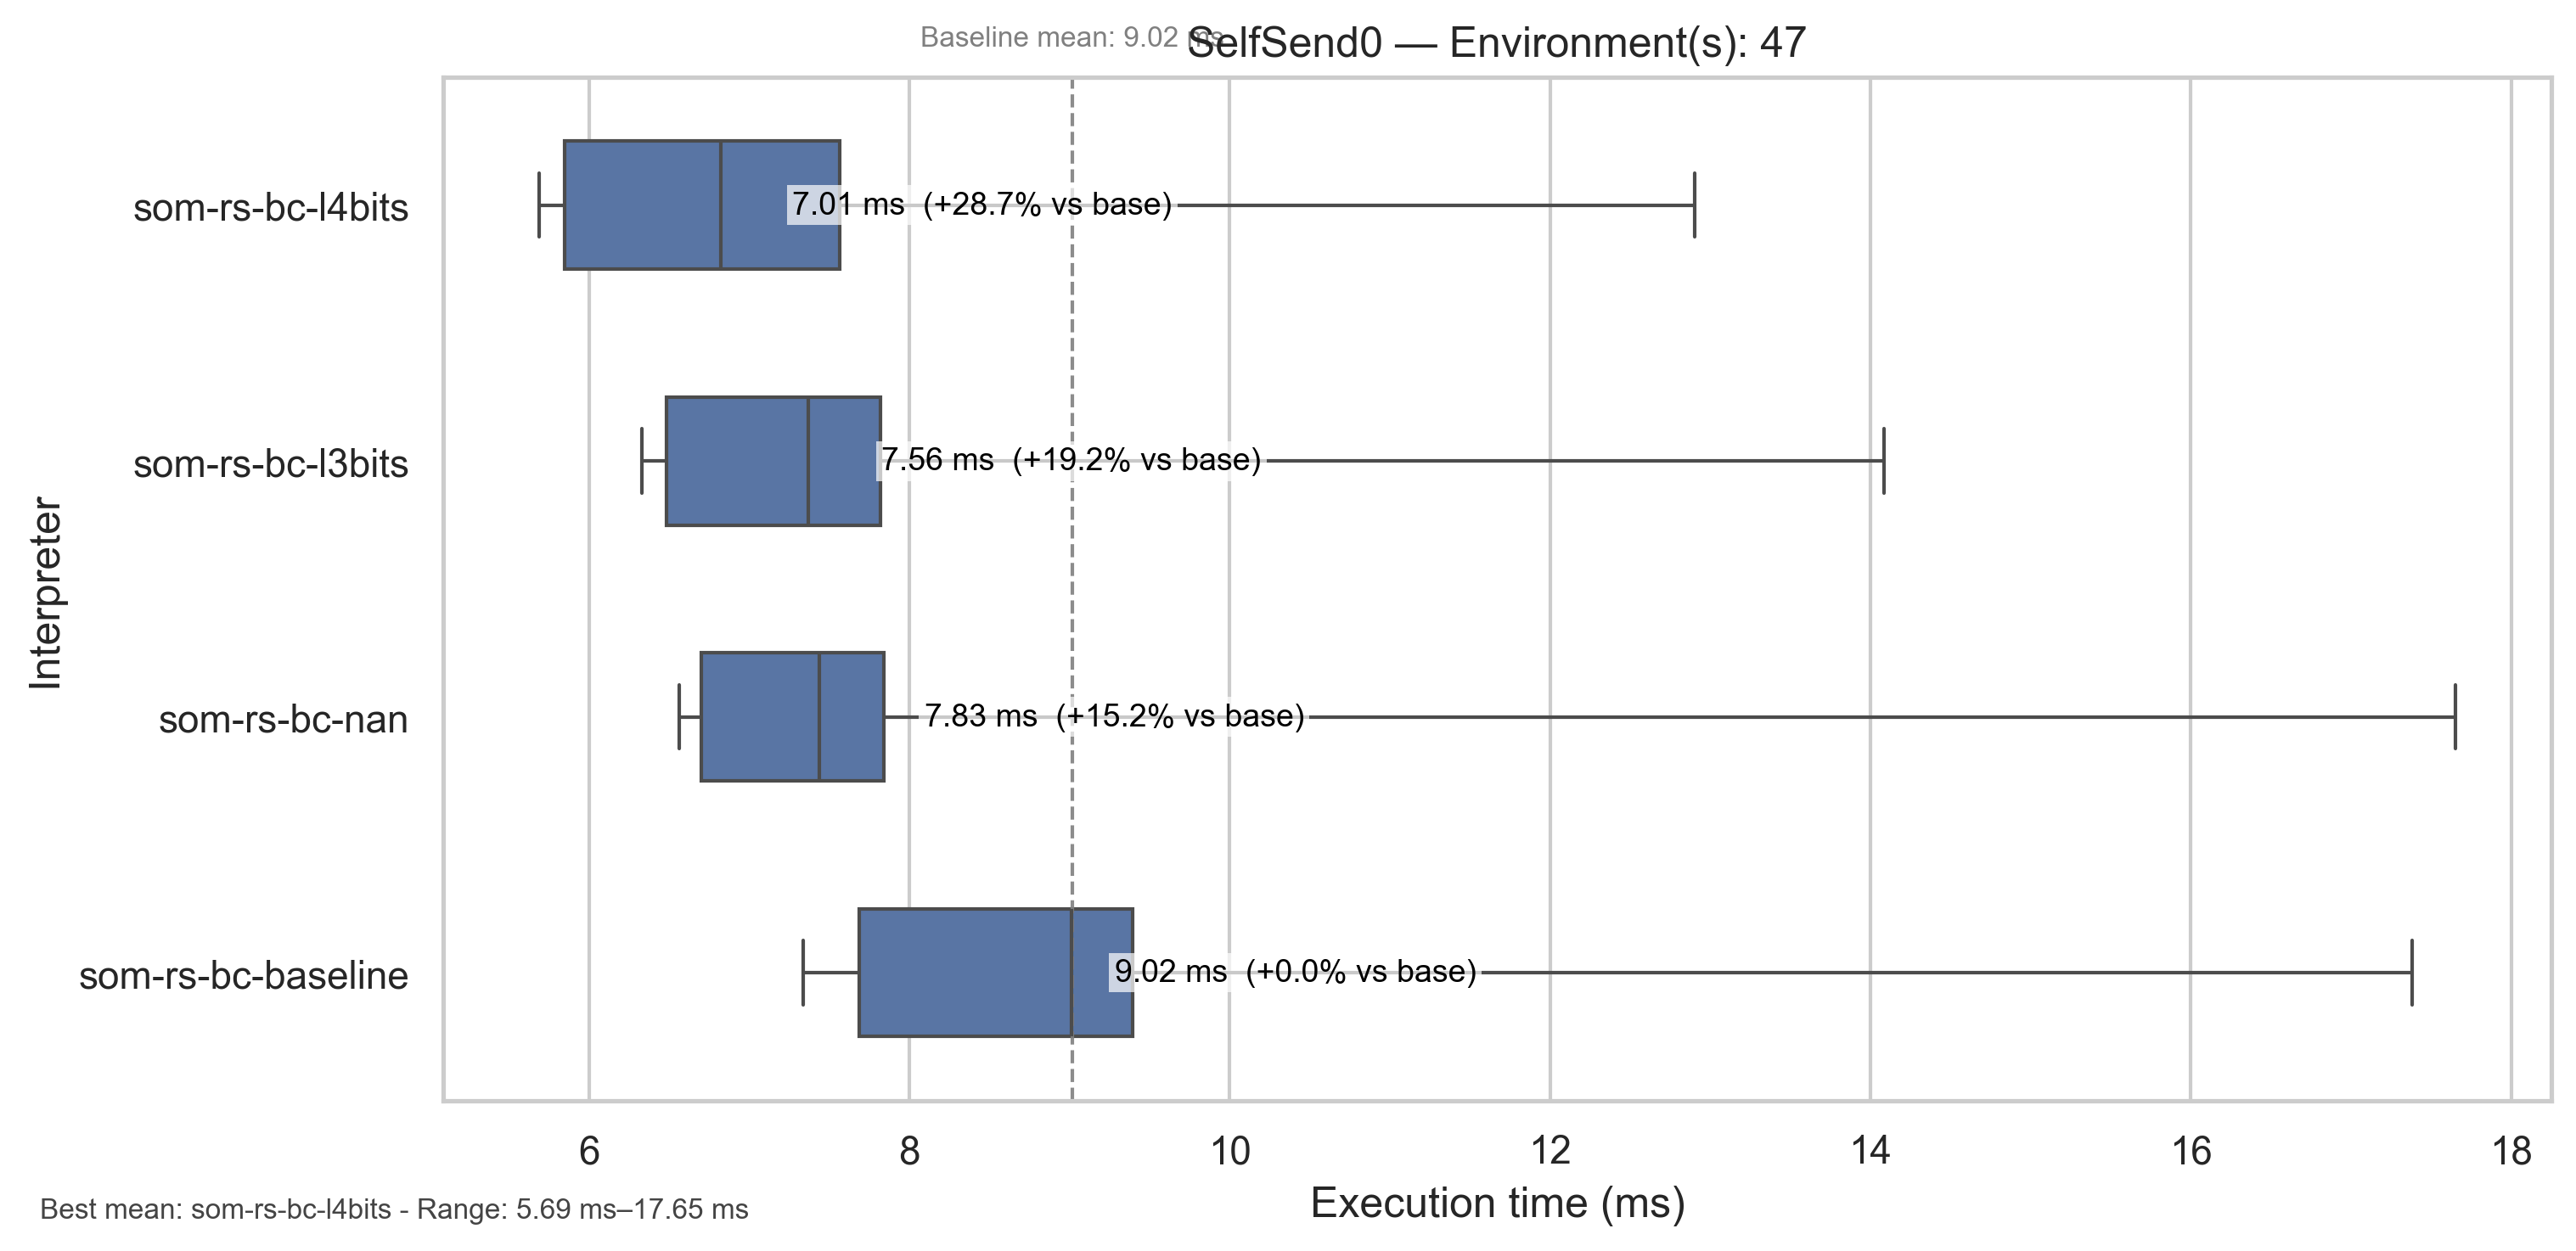 Baseline mean: 9.02 ms
SelfSend0 — Environment(s): 47
som-rs-bc-l4bits
7.01 ms (+28.7% vs base)
som-rs-bc-l3bits
7.56 ms (+19.2% vs base)
Interpreter
som-rs-bc-nan
7.83 ms (+15.2% vs base)
som-rs-bc-baseline
9.02 ms (+0.0% vs base)
6 8 10 12 14 16 18
Execution time (ms)
Best mean: som-rs-bc-l4bits - Range: 5.69 ms–17.65 ms